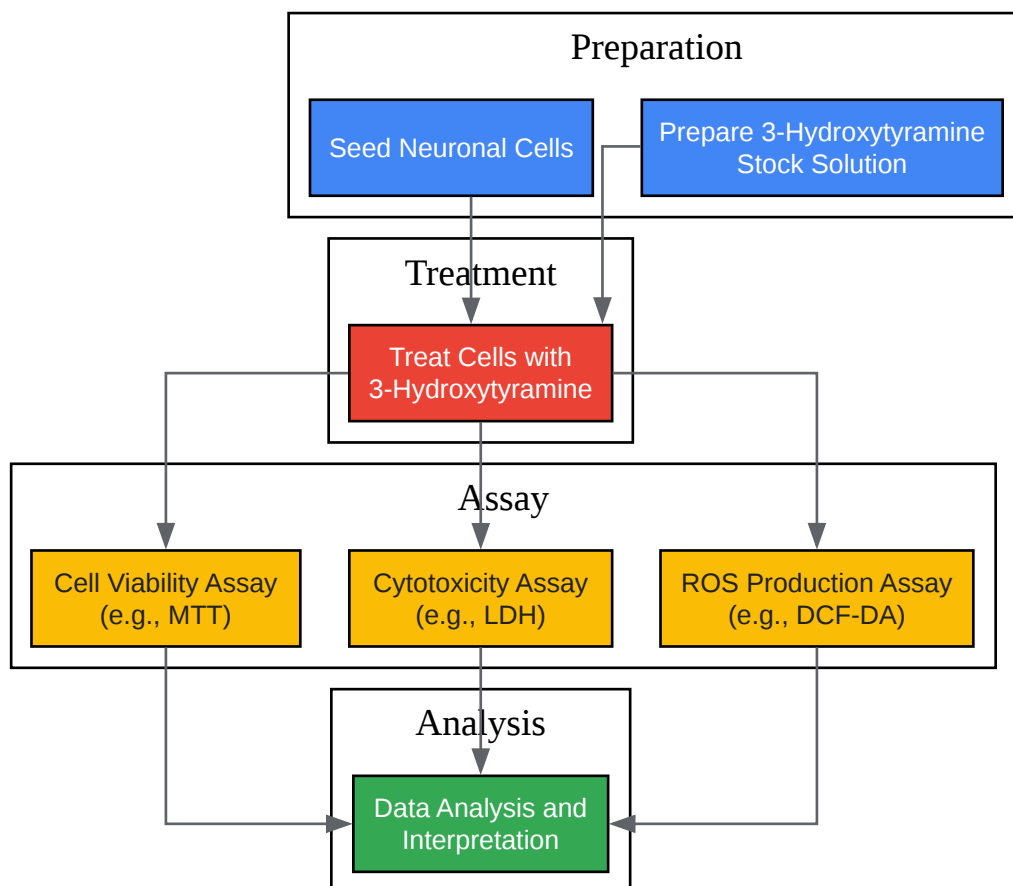 Preparation
Seed Neuronal Cells
Prepare 3-Hydroxytyramine
Stock Solution
Treatment
Treat Cells with
3-Hydroxytyramine
Assay
Cell Viability Assay
(e.g., MTT)
Cytotoxicity Assay
(e.g., LDH)
ROS Production Assay
(e.g., DCF-DA)
Analysis
Data Analysis and
Interpretation